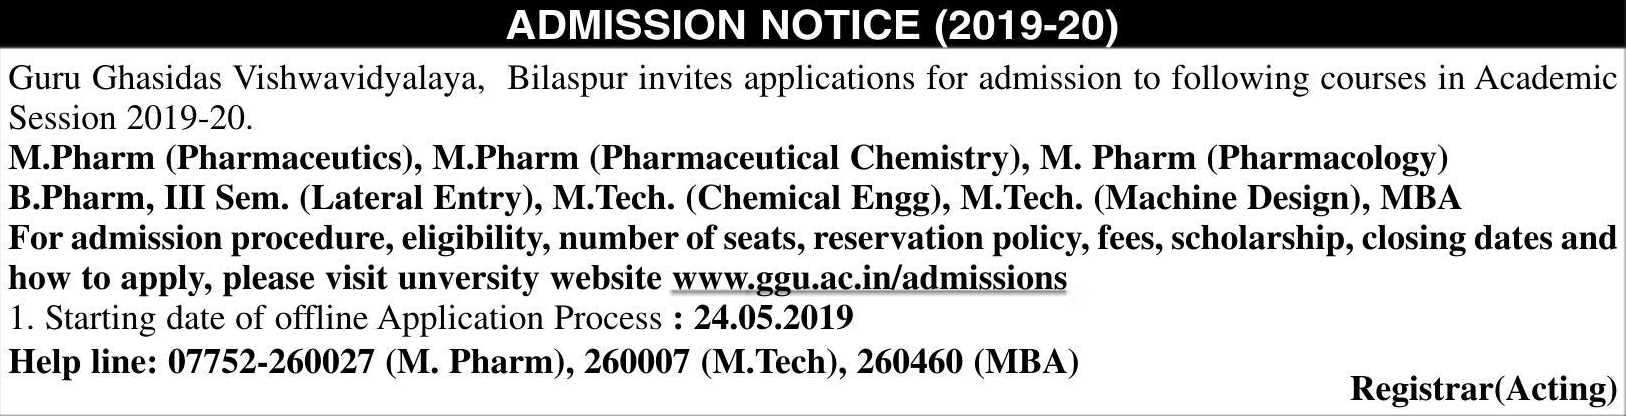 ADMISSION NOTICE (2019-20)
Guru Ghasidas Vishwavidyalaya, Bilaspur invites applications for admission to following courses in Academic
Session 2019-20.
M.Pharm (Pharmaceutics), M.Pharm (Pharmaceutical Chemistry), M. Pharm (Pharmacology)
B.Pharm, III Sem. (Lateral Entry), M.Tech. (Chemical Engg), M.Tech. (Machine Design), MBA
For admission procedure, eligibility, number of seats, reservation policy, fees, scholarship, closing dates and
how to apply, please visit unversity website www.ggu.ac.in/admissions
1. Starting date of offline Application Process : 24.05.2019
Help line: 07752-260027 (M. Pharm), 260007 (M.Tech), 260460 (MBA)
Registrar(Acting)